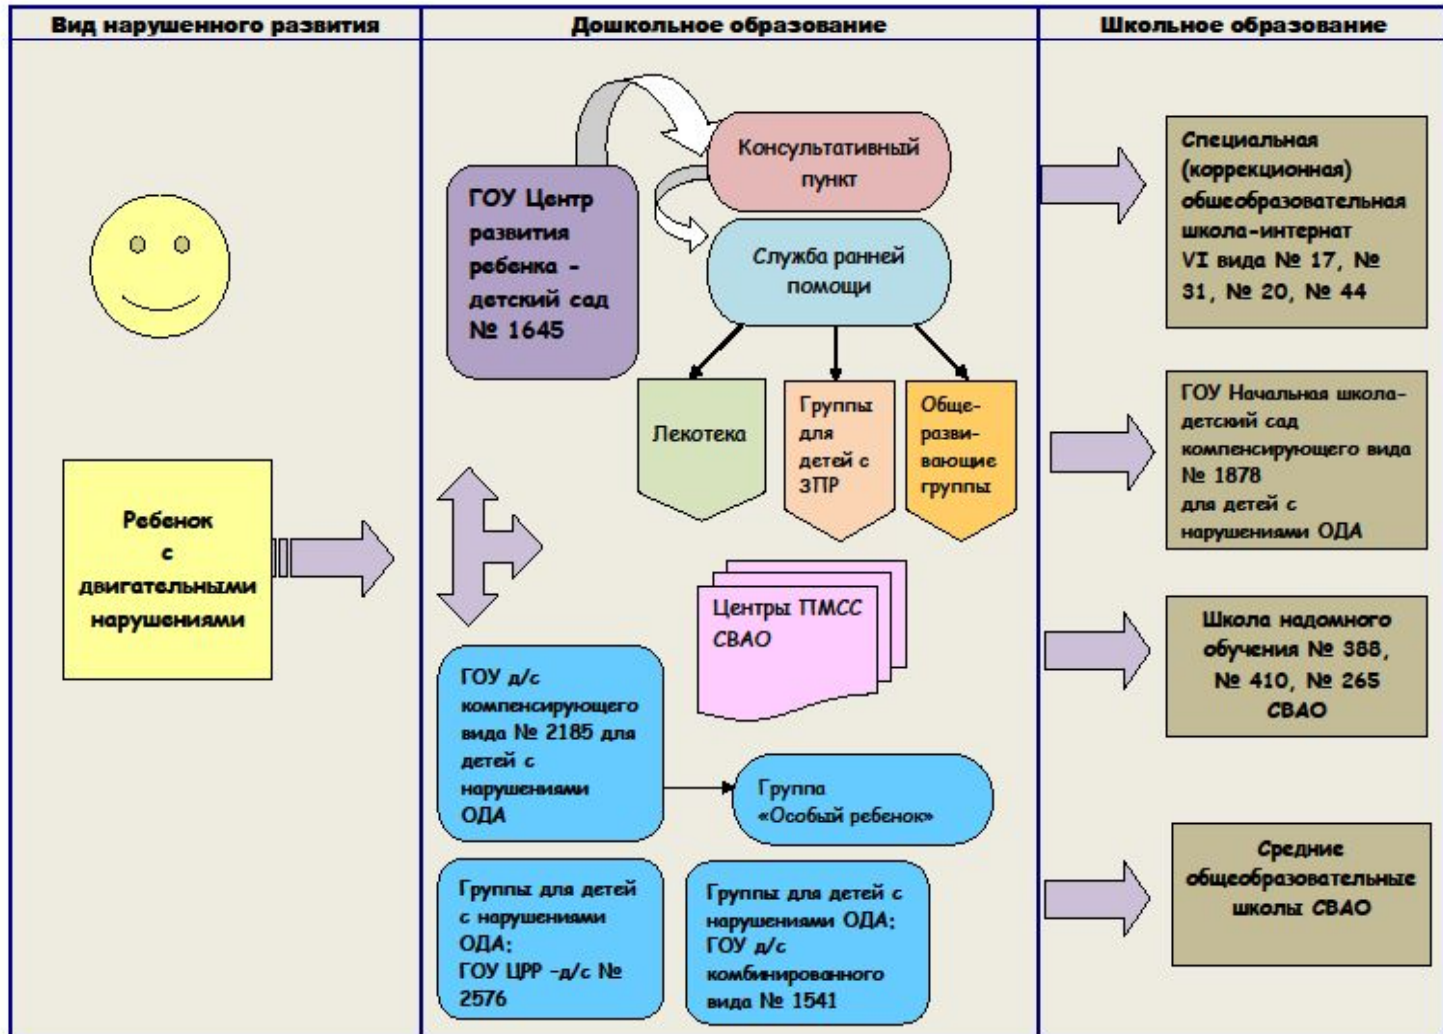 Вид нарушенного развития
Дошкольное образование
Школьное образование
Ребенок
с
двигательными
нарушениями
ГОУ Центр
развития
ребенка -
детский сад
№ 1645
Консультативный
пункт
Служба ранней
помощи
Лекотека
Группы
для
детей с
ЗПР
Обще-
разви-
вающие
группы
Центры ПМСС
СВАО
ГОУ д/с
компенсирующего
вида № 2185 для
детей с
нарушениями
ОДА
Группа
«Особый ребенок»
Группы для детей
с нарушениями
ОДА;
ГОУ ЦРР -д/с №
2576
Группы для детей с
нарушениями ОДА;
ГОУ д/с
комбинированного
вида № 1541
Специальная
(коррекционная)
обшеобразовательная
школа-интернат
VI вида № 17, №
31, № 20, № 44
ГОУ Начальная школа-
детский сад
компенсирующего вида
№ 1878
для детей с
нарушениями ОДА
Школа надомного
обучения № 388,
№ 410, № 265
СВАО
Средние
общеобразовательные
школы СВАО